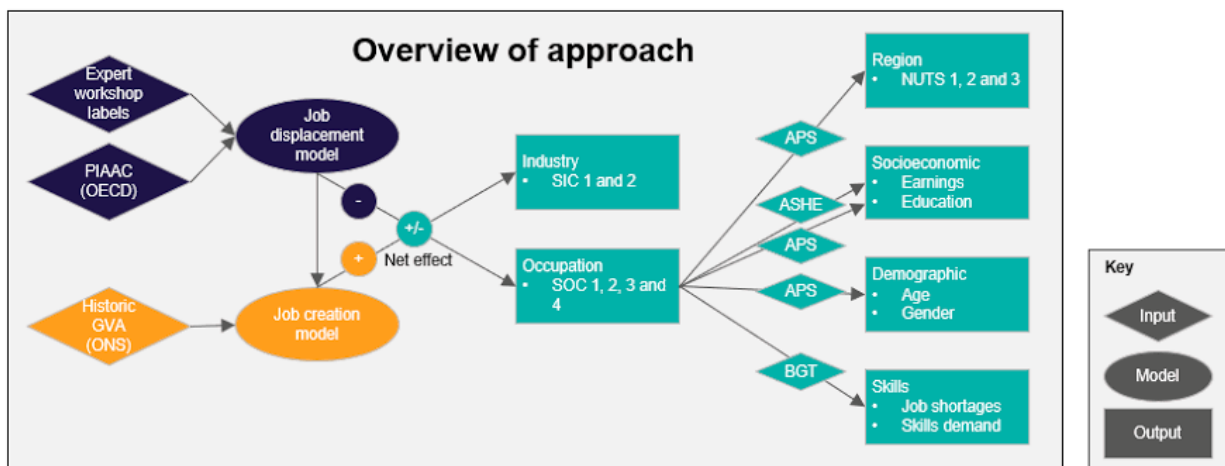 Overview of approach
Expert
workshop
labels
PIAAC
(OECD)
Historic
GVA
(ONS)
Job
displacement
model
Job creation
model
-
+
+/-
Net effect
Industry
• SIC 1 and 2
Occupation
• SOC 1, 2, 3 and
4
APS
ASHE
APS
APS
BGT
Region
• NUTS 1, 2 and 3
Socioeconomic
• Earnings
• Education
Demographic
• Age
• Gender
Skills
• Job shortages
• Skills demand
Key
Input
Model
Output